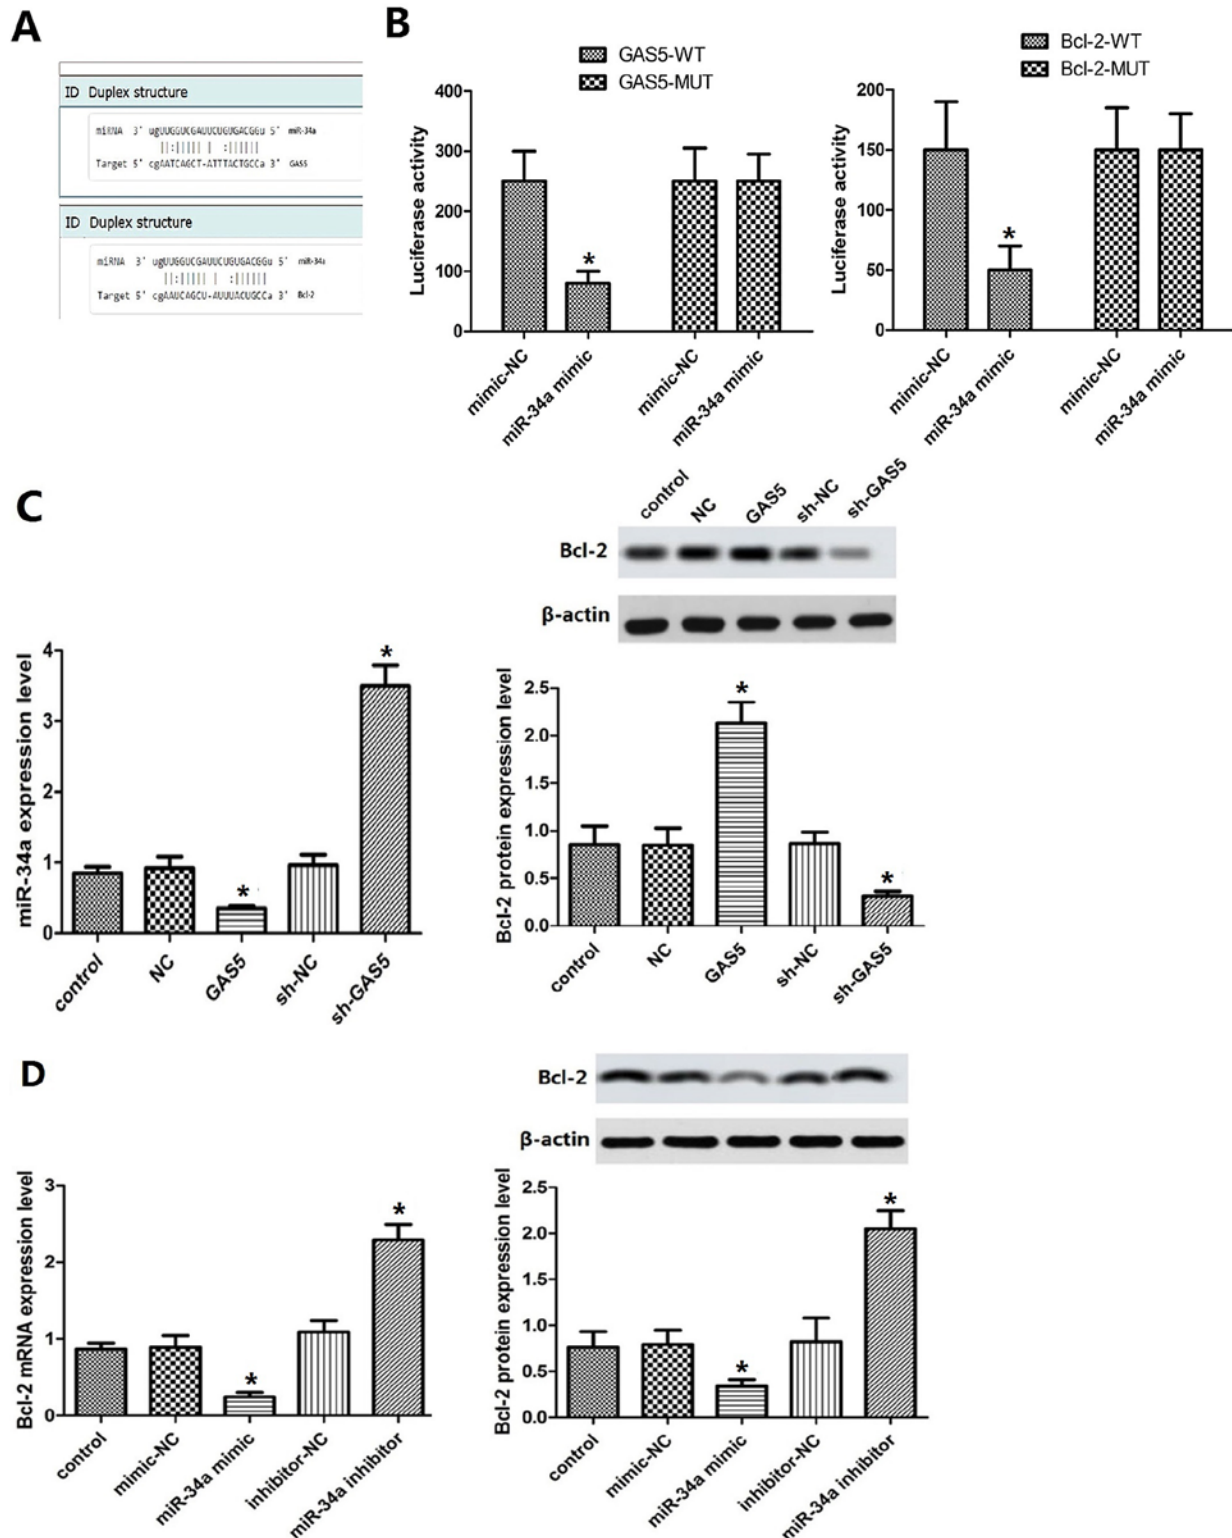 A
ID Duplex structure
miRNA 3' ugUUGGUCGAUUCUGUGACGGu 5' miR-34a
||:||||| | :||||||
Target 5' cgAATCAGCT-ATTTACTGCCa 3' GAS5
ID Duplex structure
miRNA 3' ugUUGGUCGAUUCUGUGACGGu 5' miR-34a
||:||||| | :||||||
Target 5' cgAAUCAGCU-AUUUACUGCCa 3' Bcl-2
B
GAS5-WT
GAS5-MUT
Luciferase activity
400
300
200
100
0
*
mimic-NC
miR-34a mimic
mimic-NC
miR-34a mimic
Bcl-2-WT
Bcl-2-MUT
Luciferase activity
200
150
100
50
0
*
mimic-NC
miR-34a mimic
mimic-NC
miR-34a mimic
C
miR-34a expression level
4
3
2
1
0
*
*
control
NC
GAS5
sh-NC
sh-GAS5
control
NC
GAS5
sh-NC
sh-GAS5
Bcl-2
β-actin
Bcl-2 protein expression level
2.5
2.0
1.5
1.0
0.5
0.0
*
*
control
NC
GAS5
sh-NC
sh-GAS5
D
Bcl-2 mRNA expression level
3
2
1
0
*
*
control
mimic-NC
miR-34a mimic
inhibitor-NC
miR-34a inhibitor
Bcl-2
β-actin
Bcl-2 protein expression level
2.5
2.0
1.5
1.0
0.5
0.0
*
*
control
mimic-NC
miR-34a mimic
inhibitor-NC
miR-34a inhibitor